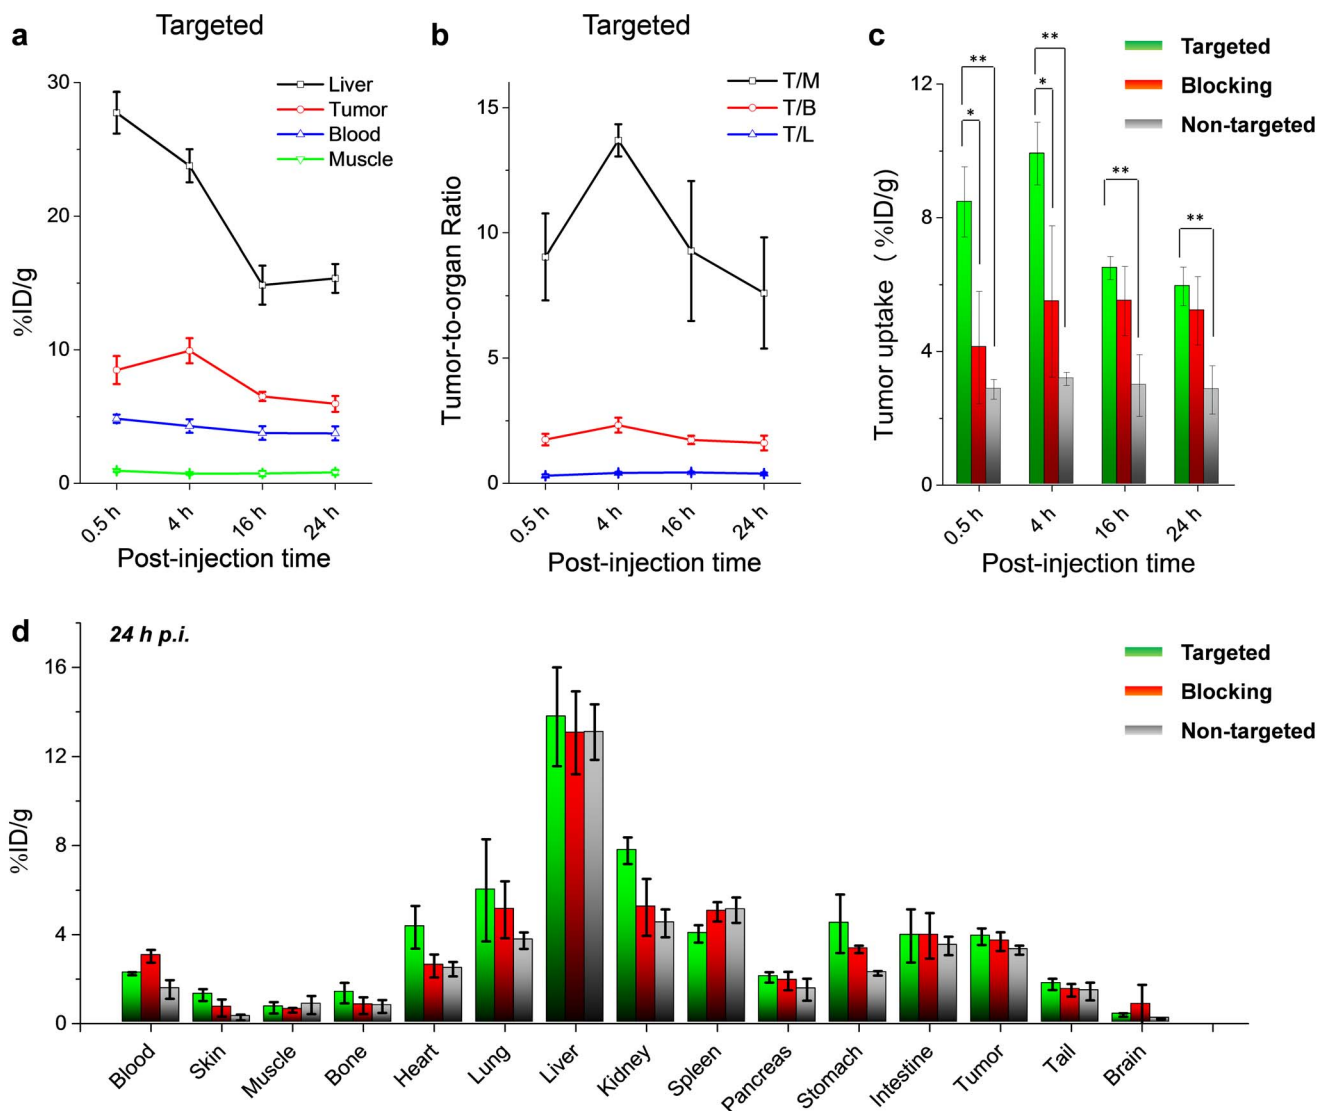 a
Targeted
30
20
10
0
%ID/g
Liver
Tumor
Blood
Muscle
0.5 h
4 h
16 h
24 h
Post-injection time
b
Targeted
15
10
5
0
Tumor-to-organ Ratio
T/M
T/B
T/L
0.5 h
4 h
16 h
24 h
Post-injection time
c
12
8
4
0
Tumor uptake ( %ID/g)
**
*
**
*
**
**
Targeted
Blocking
Non-targeted
0.5 h
4 h
16 h
24 h
Post-injection time
d
24 h p.i.
16
12
8
4
0
%ID/g
Targeted
Blocking
Non-targeted
Blood
Skin
Muscle
Bone
Heart
Lung
Liver
Kidney
Spleen
Pancreas
Stomach
Intestine
Tumor
Tail
Brain